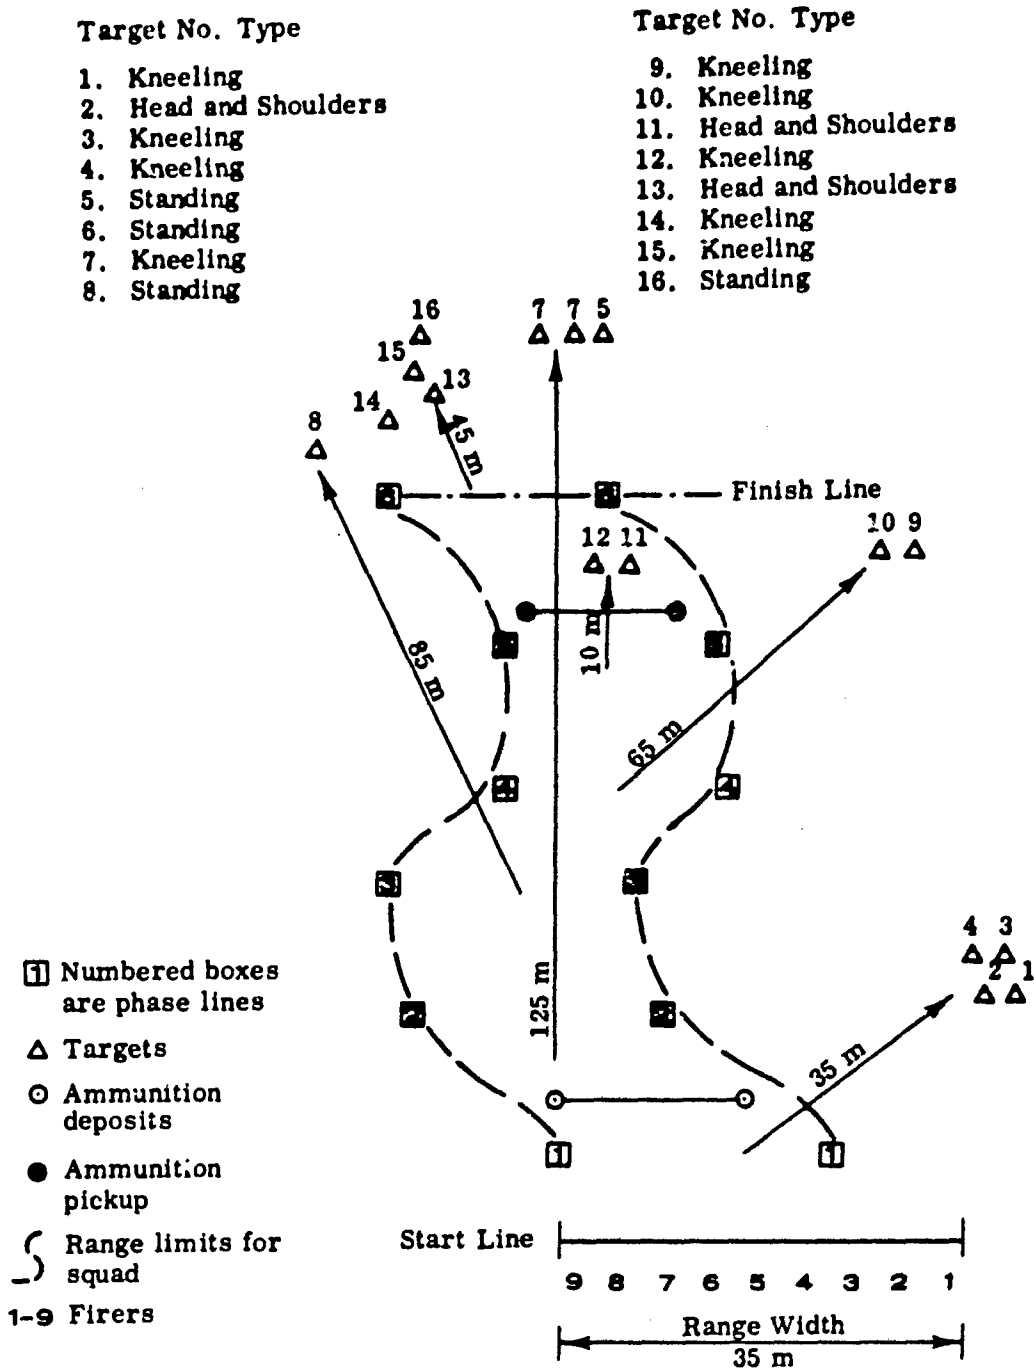 Target No. Type
1. Kneeling
2. Head and Shoulders
3. Kneeling
4. Kneeling
5. Standing
6. Standing
7. Kneeling
8. Standing
Target No. Type
9. Kneeling
10. Kneeling
11. Head and Shoulders
12. Kneeling
13. Head and Shoulders
14. Kneeling
15. Kneeling
16. Standing
16
7 7 5
15
13
14
8
45 m
Finish Line
10 9
12 11
10 m
85 m
65 m
4
4
125 m
4 3
2 1
35 m
1
1
1 Numbered boxes
are phase lines
Targets
Ammunition
deposits
Ammunition
pickup
Range limits for
squad
1-9 Firers
Start Line
9 8 7 6 5 4 3 2 1
Range Width
35 m